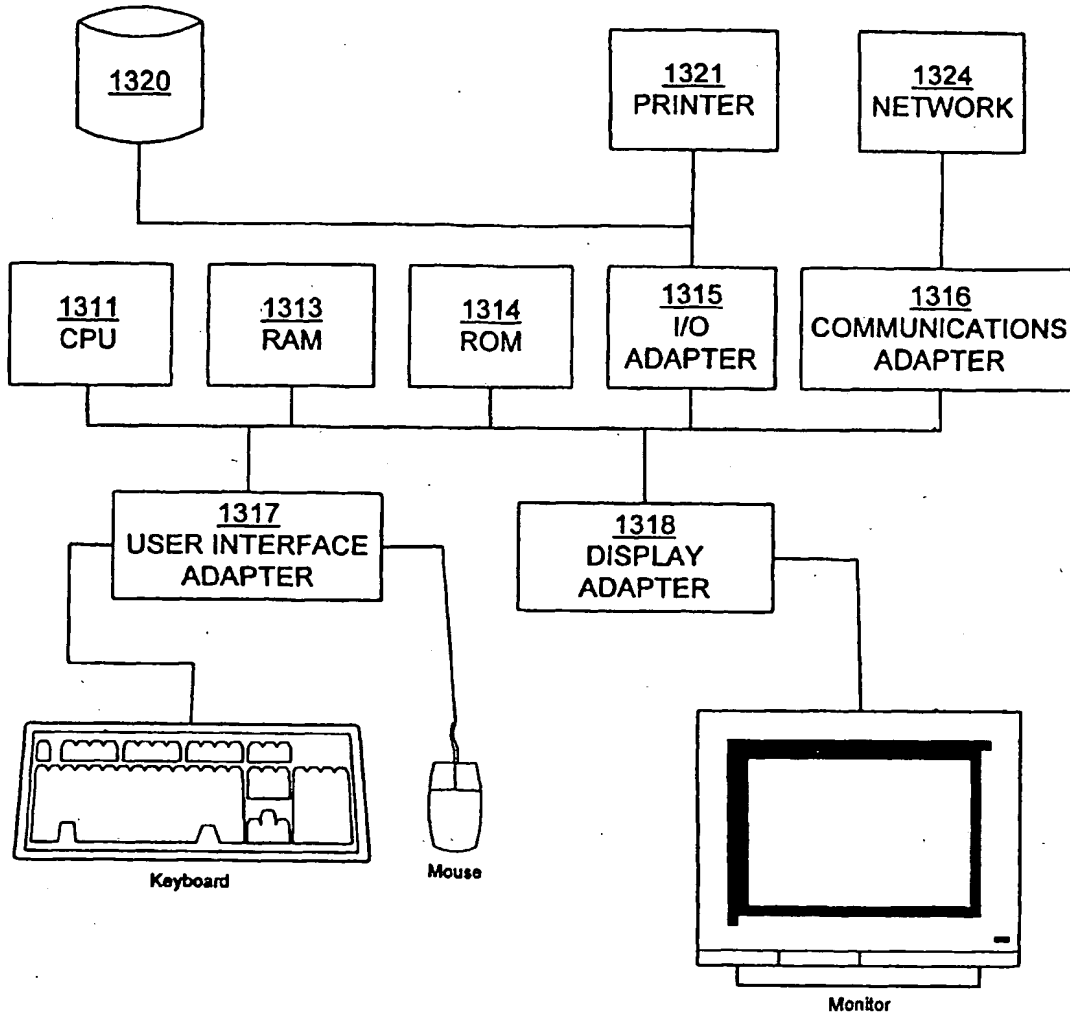 1320
1321
PRINTER
1324
NETWORK
1311
CPU
1313
RAM
1314
ROM
1315
I/O
ADAPTER
1316
COMMUNICATIONS
ADAPTER
1317
USER INTERFACE
ADAPTER
1318
DISPLAY
ADAPTER
Keyboard
Mouse
Monitor